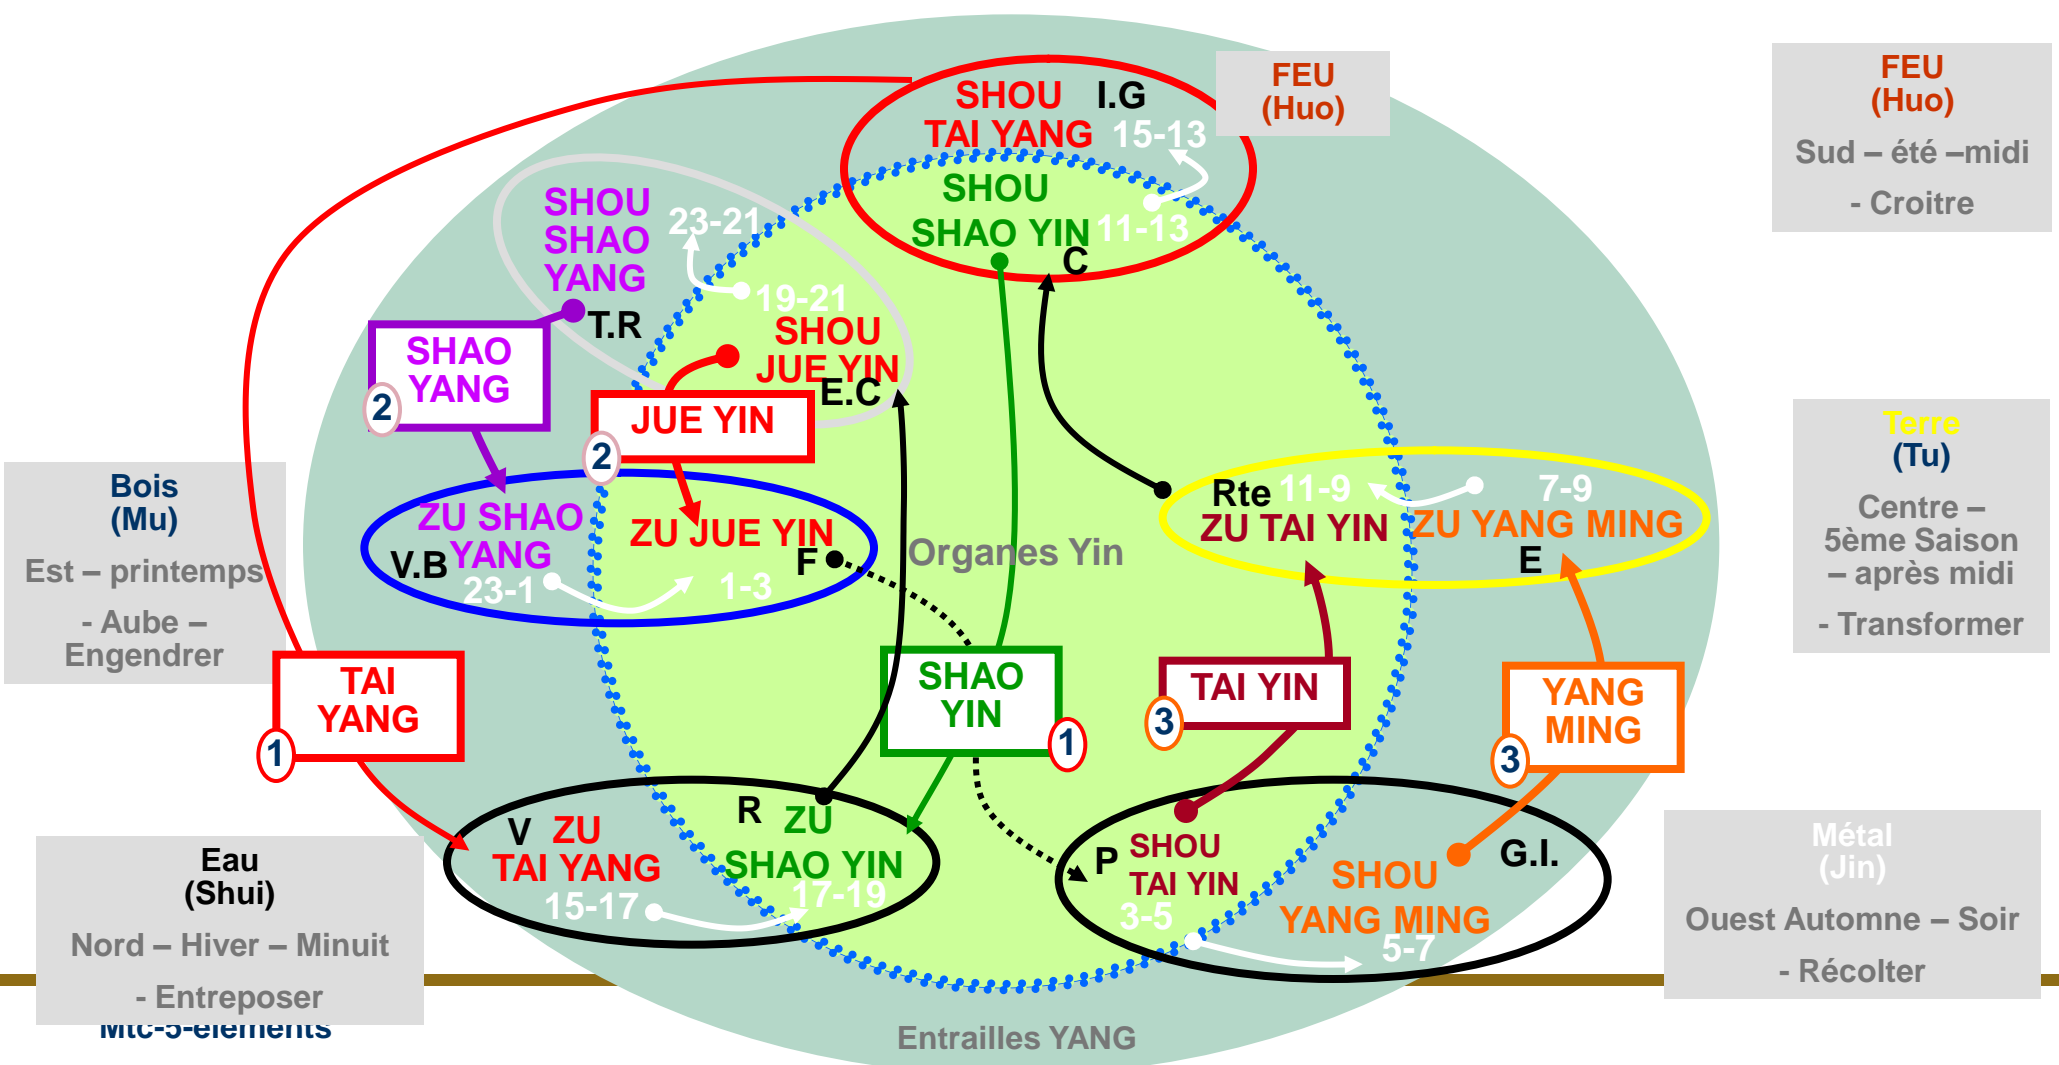 FEU
(Huo)
FEU
(Huo)
Sud – été –midi
- Croitre
SHOU I.G
TAI YANG 15-13
SHOU
SHAO YIN 11-13
C
SHOU
SHAO
YANG
23-21
T.R
19-21
SHOU
JUE YIN
E.C
SHAO
YANG
2
JUE YIN
2
Bois
(Mu)
Est – printemps
- Aube –
Engendrer
ZU SHAO
YANG
V.B
23-1
ZU JUE YIN
F
1-3
Organes Yin
Rte 11-9
ZU TAI YIN
7-9
ZU YANG MING
E
Terre
(Tu)
Centre –
5ème Saison
– après midi
- Transformer
TAI
YANG
1
SHAO
YIN
1
TAI YIN
3
YANG
MING
3
V ZU
TAI YANG
15-17
R ZU
SHAO YIN
17-19
P SHOU
TAI YIN
3-5
G.I.
SHOU
YANG MING
5-7
Eau
(Shui)
Nord – Hiver – Minuit
- Entreposer
Métal
(Jin)
Ouest Automne – Soir
- Récolter
Mtc-5-éléments
Entrailles YANG